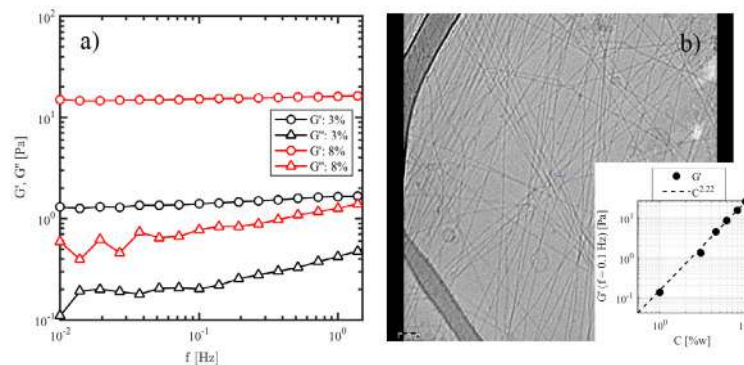 a)
10²
10¹
10⁰
10⁻¹
G', G'' [Pa]
G': 3%
G'': 3%
G': 8%
G'': 8%
10⁻²
10⁻¹
10⁰
f [Hz]
b)
G'
C²·²²
10¹
10⁰
10⁻¹
G' (f = 0.1 Hz) [Pa]
10⁰
C [%w]